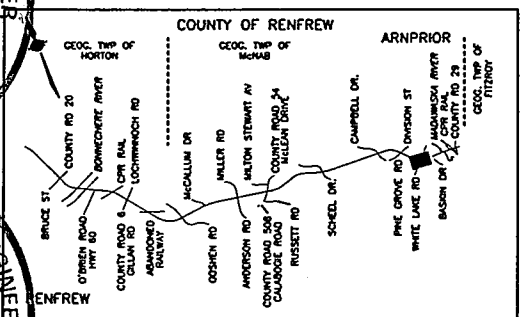 COUNTY OF RENFREW
GEOG. TWP OF
HORTON
GEOG. TWP OF
McNAB
ARNPRIOR
GEOG. TWP OF
FITZROY
BRUCE ST
COUNTY RD 20
BONNECHERE RIVER
O'BRIEN ROAD
HWY 60
CPR RAIL
COUNTY ROAD 6
GILLAN RD
LOCHWINNOCH RD
ABANDONED
RAILWAY
McCALLUM DR
GOSHEN RD
MILLER RD
ANDERSON RD
MILTON STEWART AV
COUNTY ROAD 508
CALABOGIE ROAD
COUNTY ROAD 54
McLEAN DRIVE
RUSSETT RD
SCHEEL DR.
CAMPBELL DR.
PINE GROVE RD
DIVISION ST
WHITE LAKE RD
MADAWASKA RIVER
CPR RAIL
COUNTY RD 29
BASKIN DR
RENFREW